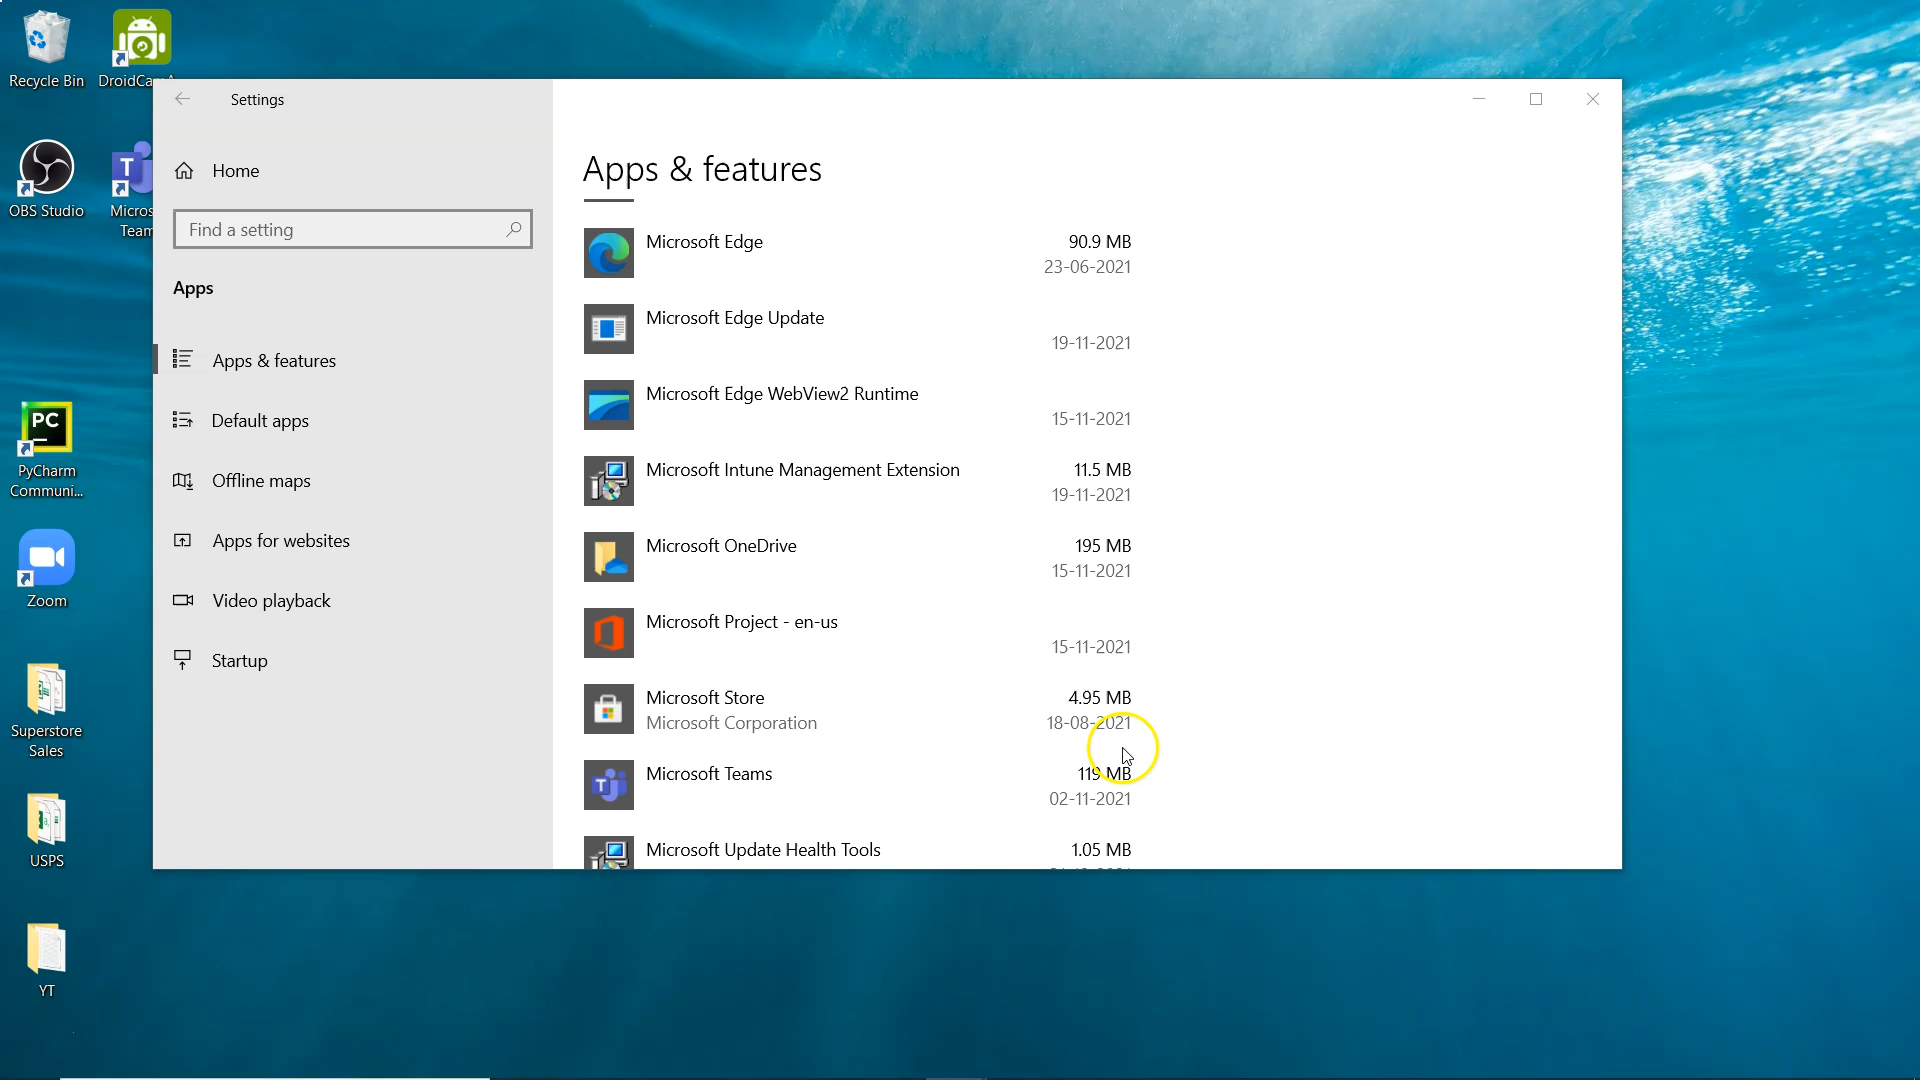 Recycle Bin
OBS Studio
Micros
Team
PC
PyCharm
Communi...
Zoom
Superstore
Sales
USPS
YT
Settings
Home
Find a setting
Apps
Apps & features
Default apps
Offline maps
Apps for websites
Video playback
Startup
Apps & features
Microsoft Edge 90.9 MB
23-06-2021
Microsoft Edge Update
19-11-2021
Microsoft Edge WebView2 Runtime
15-11-2021
Microsoft Intune Management Extension 11.5 MB
19-11-2021
Microsoft OneDrive 195 MB
15-11-2021
Microsoft Project - en-us
15-11-2021
Microsoft Store 4.95 MB
Microsoft Corporation 18-08-2021
Microsoft Teams 119 MB
02-11-2021
Microsoft Update Health Tools 1.05 MB